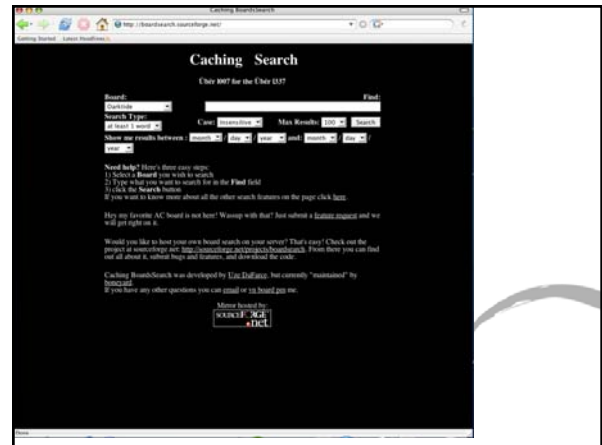 Caching BoardsSearch
http://boardsearch.sourceforge.net/
Getting Started Latest Headlines
Caching Search
Übér l007 for the Übér l337
Board: Find:
Darktide
Search Type:
at least 1 word Case: Insensitive Max Results: 100 Search
Show me results between : month / day / year and: month / day /
year
Need help? Here's three easy steps:
1) Select a Board you wish to search
2) Type what you want to search for in the Find field
3) click the Search button
If you want to know more about all the other search features on the page click here.
Hey my favorite AC board is not here! Wassup with that? Just submit a feature request and we
will get right on it.
Would you like to host your own board search on your server? That's easy! Check out the
project at sourceforge.net: http://sourceforge.net/projects/boardsearch. From there you can find
out all about it, submit bugs and features, and download the code.
Caching BoardsSearch was developed by Uze DaFarce, but currently "maintained" by
boneyard.
If you have any other questions you can email or vn board pm me.
Mirror hosted by:
SOURCEFORGE
.net
Done